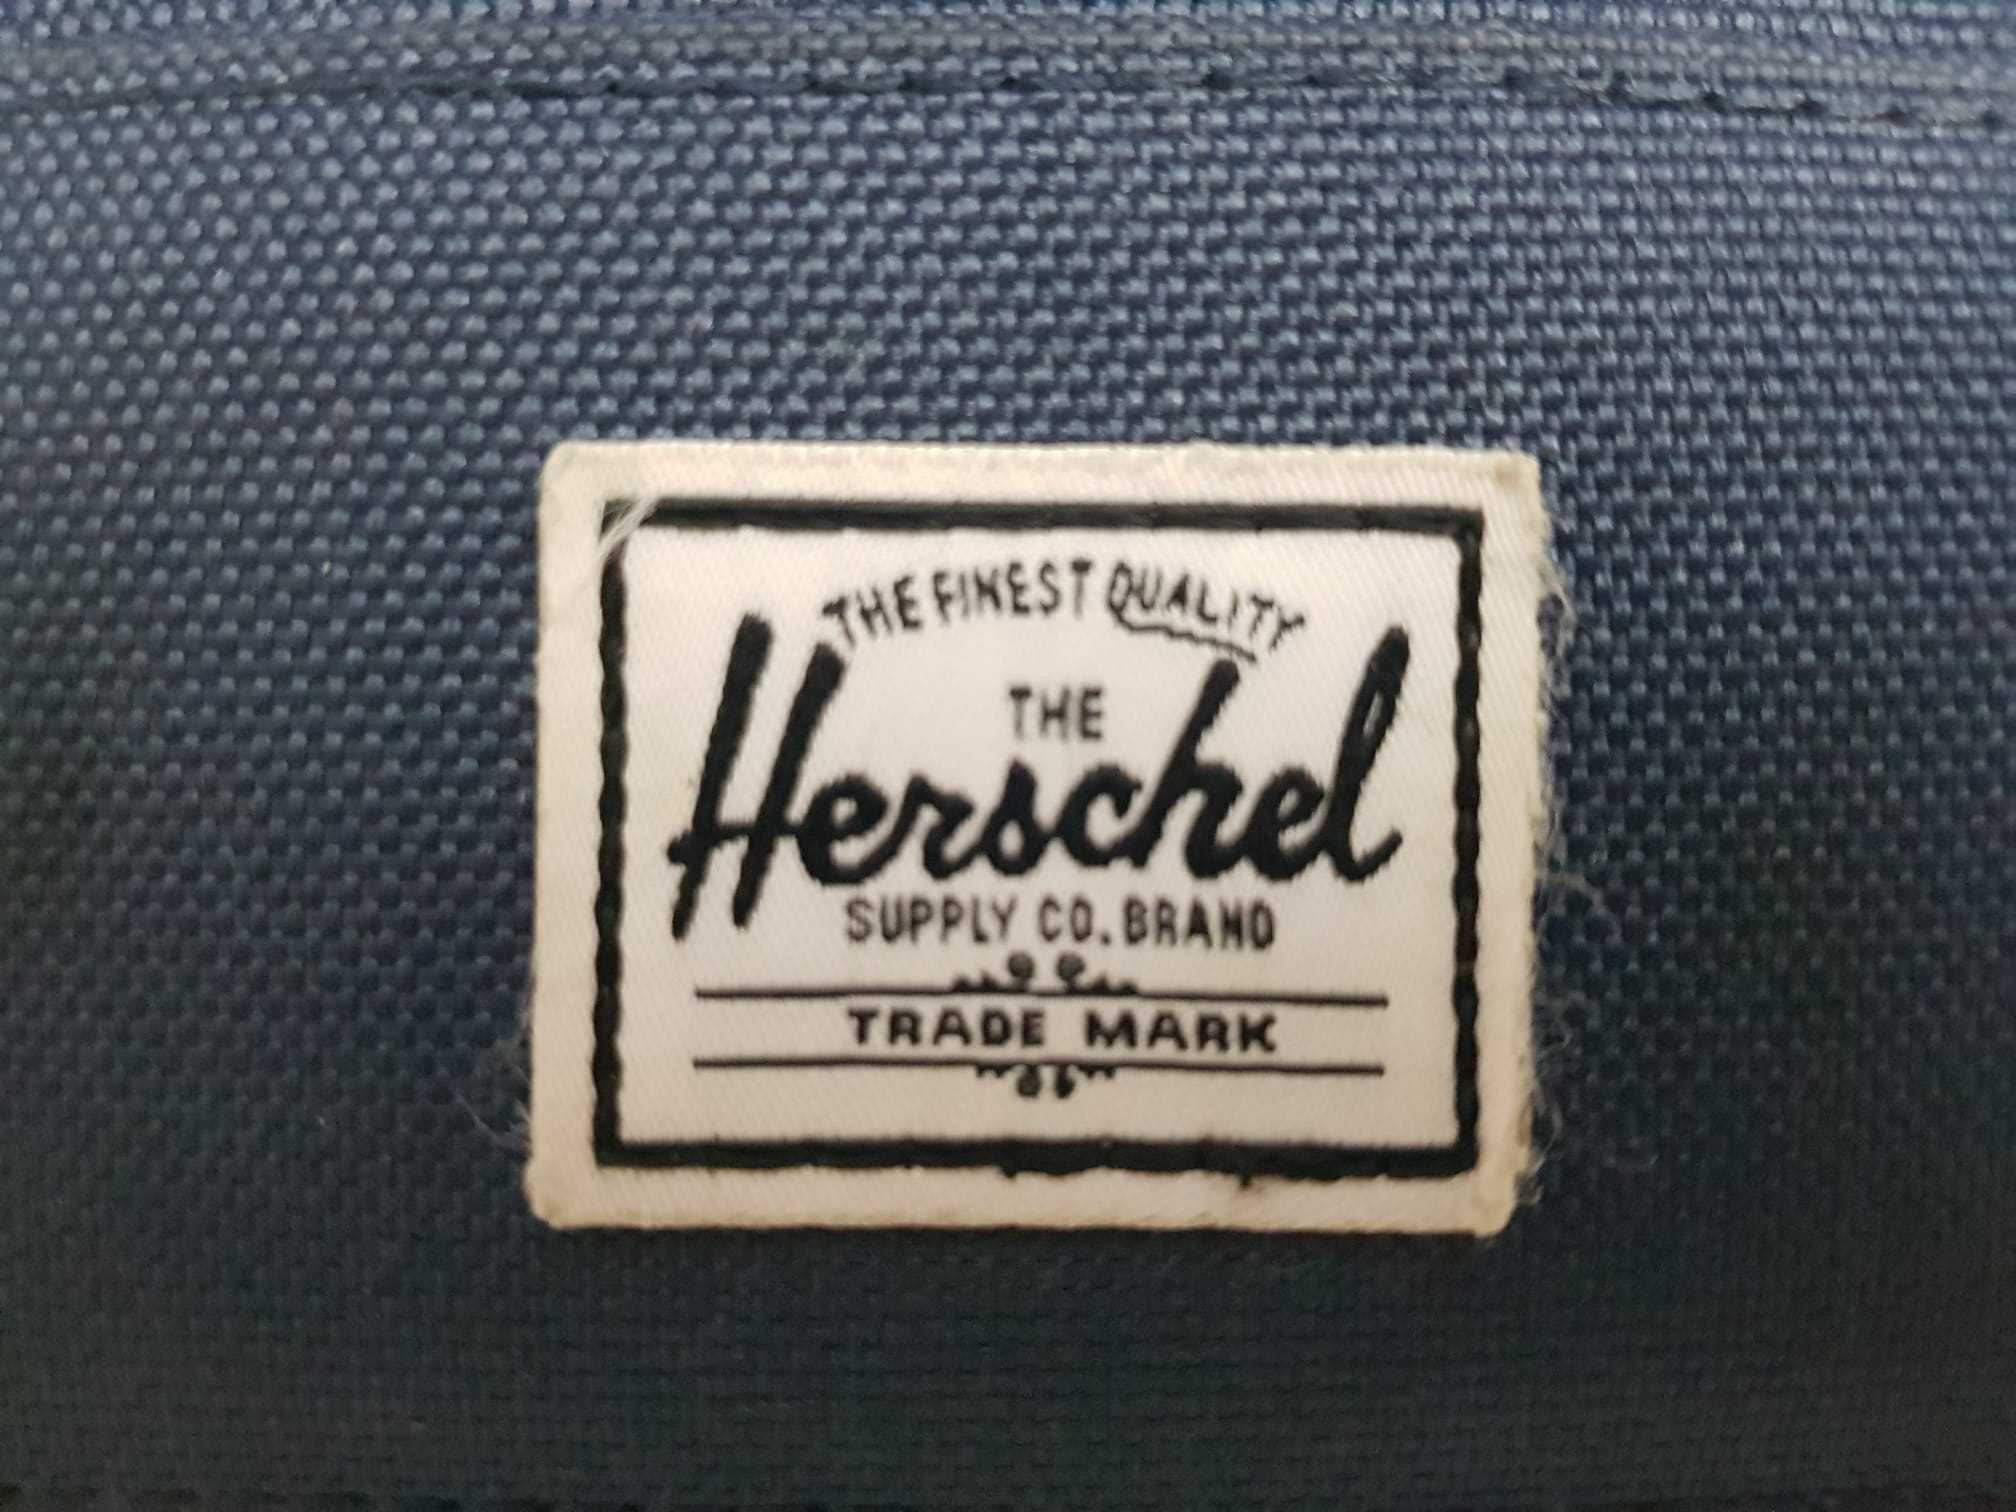 THE FINEST QUALITY
THE
Herschel
SUPPLY CO. BRAND
TRADE MARK